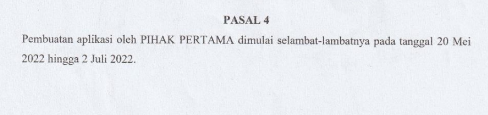 PASAL 4
Pembuatan aplikasi oleh PIHAK PERTAMA dimulai selambat-lambatnya pada tanggal 20 Mei
2022 hingga 2 Juli 2022.